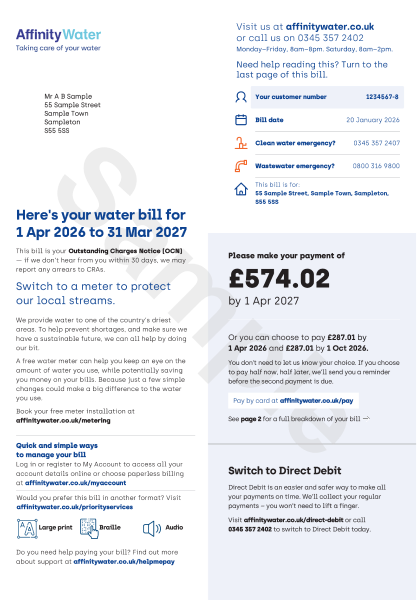 AffinityWater
Taking care of your water
Visit us at affinitywater.co.uk
or call us on 0345 357 2402
Monday–Friday, 8am–8pm. Saturday, 8am–2pm.
Need help reading this? Turn to the
last page of this bill.
Mr A B Sample
55 Sample Street
Sample Town
Sampleton
S55 5SS
Your customer number 1234567-8
Bill date 20 January 2026
Clean water emergency? 0345 357 2407
Wastewater emergency? 0800 316 9800
This bill is for:
55 Sample Street, Sample Town, Sampleton,
S55 5SS
Here's your water bill for
1 Apr 2026 to 31 Mar 2027
This bill is your Outstanding Charges Notice (OCN)
— if we don't hear from you within 30 days, we may
report any arrears to CRAs.
Switch to a meter to protect
our local streams.
We provide water to one of the country's driest
areas. To help prevent shortages, and make sure we
have a sustainable future, we can all help by doing
our bit.
A free water meter can help you keep an eye on the
amount of water you use, while potentially saving
you money on your bills. Because just a few simple
changes could make a big difference to the water
you use.
Book your free meter installation at
affinitywater.co.uk/metering
Quick and simple ways
to manage your bill
Log in or register to My Account to access all your
account details online or choose paperless billing
at affinitywater.co.uk/myaccount
Would you prefer this bill in another format? Visit
affinitywater.co.uk/priorityservices
Large print
Braille
Audio
Do you need help paying your bill? Find out more
about support at affinitywater.co.uk/helpmepay
Please make your payment of
£574.02
by 1 Apr 2027
Or you can choose to pay £287.01 by
1 Apr 2026 and £287.01 by 1 Oct 2026.
You don't need to let us know your choice. If you choose
to pay half now, half later, we'll send you a reminder
before the second payment is due.
Pay by card at affinitywater.co.uk/pay
See page 2 for a full breakdown of your bill
Switch to Direct Debit
Direct Debit is an easier and safer way to make all
your payments on time. We'll collect your regular
payments – you won't need to lift a finger.
Visit affinitywater.co.uk/direct-debit or call
0345 357 2402 to switch to Direct Debit today.
Sample